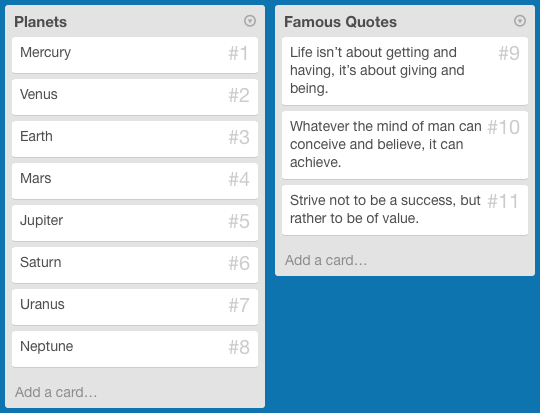 Planets
Mercury #1
Venus #2
Earth #3
Mars #4
Jupiter #5
Saturn #6
Uranus #7
Neptune #8
Add a card…
Famous Quotes
Life isn’t about getting and #9
having, it’s about giving and
being.
Whatever the mind of man can #10
conceive and believe, it can
achieve.
Strive not to be a success, but #11
rather to be of value.
Add a card…